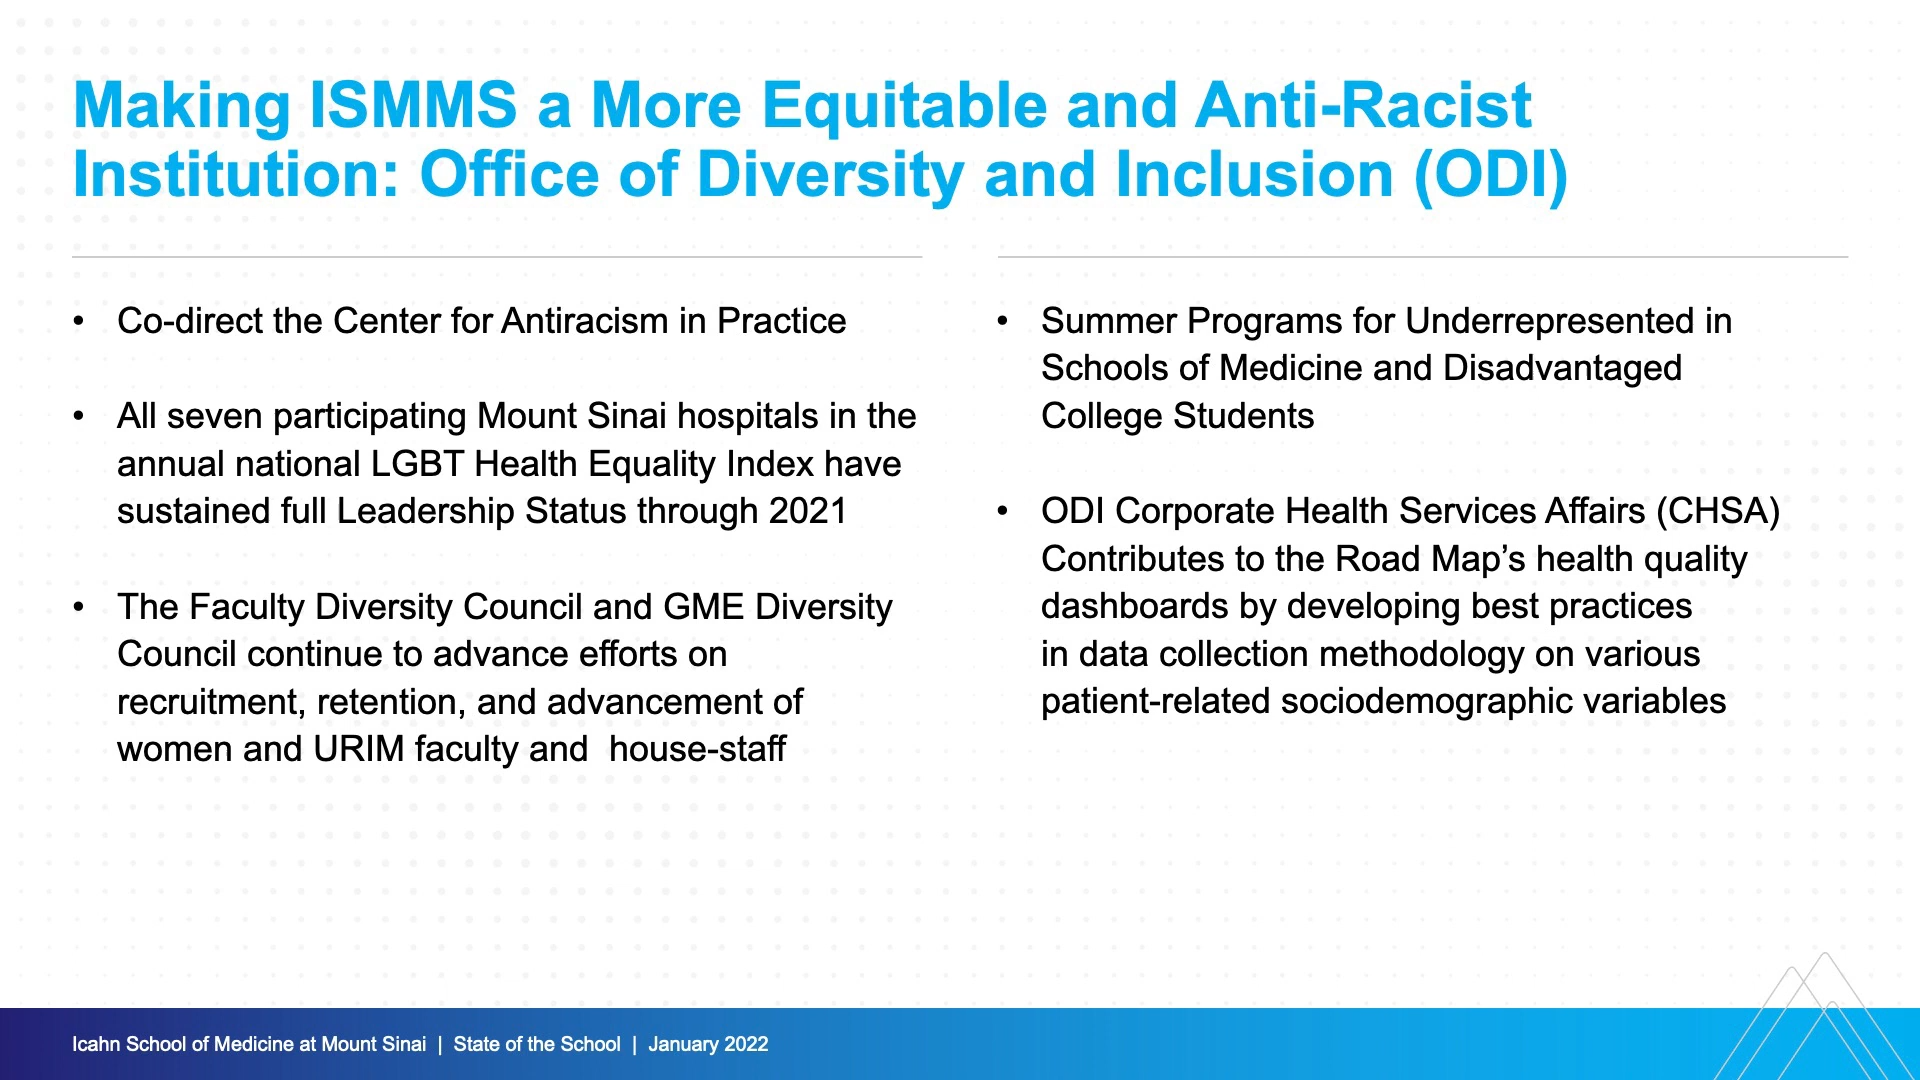 Making ISMMS a More Equitable and Anti-Racist
Institution: Office of Diversity and Inclusion (ODI)
• Co-direct the Center for Antiracism in Practice
• All seven participating Mount Sinai hospitals in the
annual national LGBT Health Equality Index have
sustained full Leadership Status through 2021
• The Faculty Diversity Council and GME Diversity
Council continue to advance efforts on
recruitment, retention, and advancement of
women and URIM faculty and  house-staff
• Summer Programs for Underrepresented in
Schools of Medicine and Disadvantaged
College Students
• ODI Corporate Health Services Affairs (CHSA)
Contributes to the Road Map’s health quality
dashboards by developing best practices
in data collection methodology on various
patient-related sociodemographic variables
Icahn School of Medicine at Mount Sinai | State of the School | January 2022